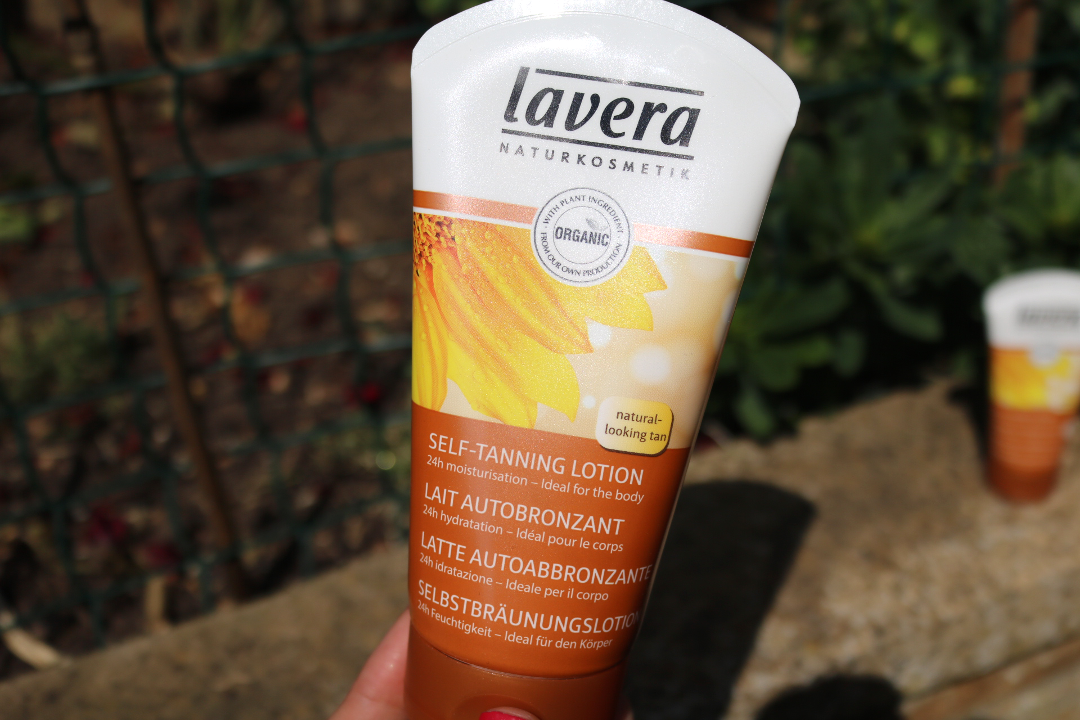 lavera
NATURKOSMETIK
WITH PLANT INGREDIENT
ORGANIC
FROM OUR OWN PRODUCTION
natural-
looking tan
SELF-TANNING LOTION
24h moisturisation – Ideal for the body
LAIT AUTOBRONZANT
24h hydratation – Idéal pour le corps
LATTE AUTOABBRONZANTE
24h idratazione – Ideale per il corpo
SELBSTBRÄUNUNGSLOTION
24h Feuchtigkeit – Ideal für den Körper